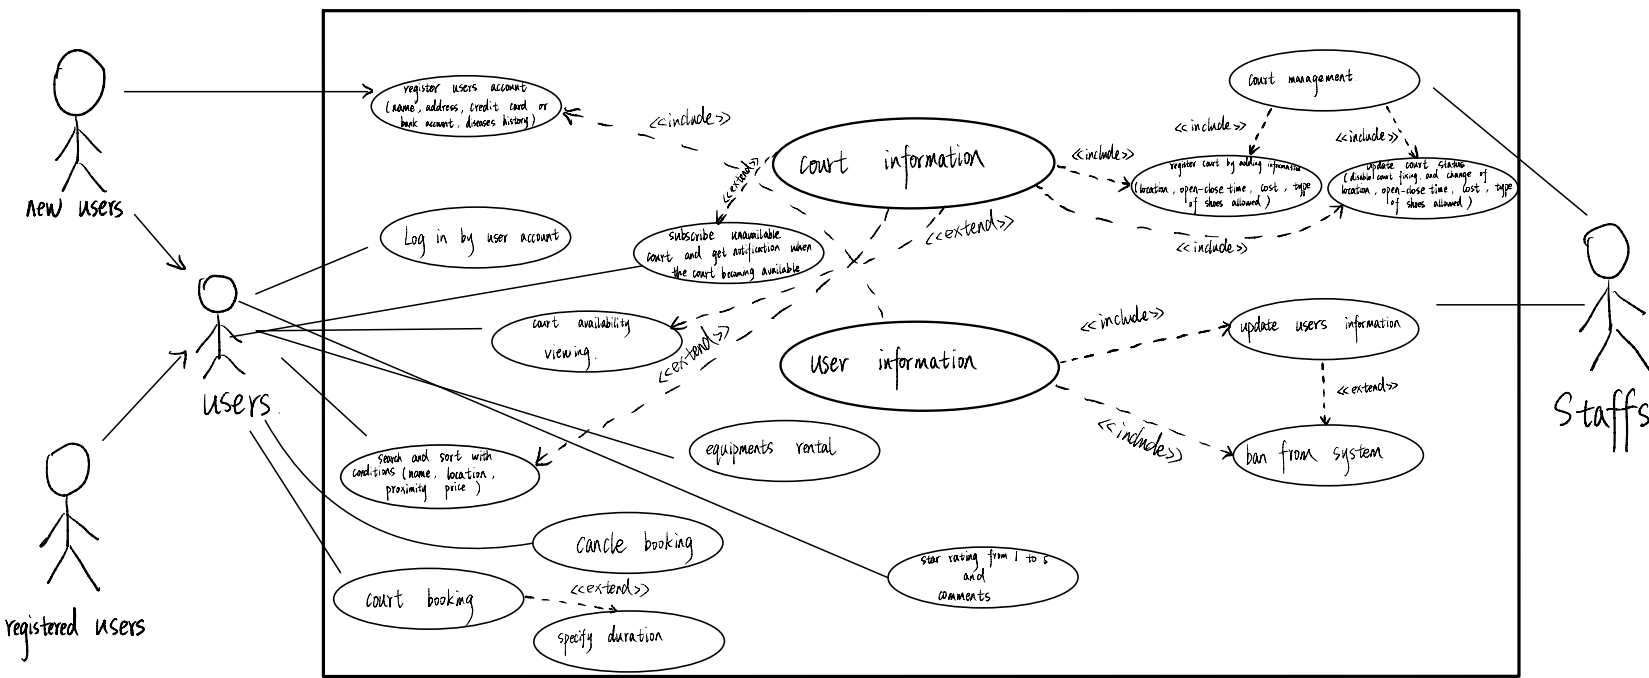 new users
users
registered users
Staffs
register users account
(name, address, credit card or
bank account, diseases history)
<<include>>
Log in by user account
subscribe unavailable
court and get notification when
the court becoming available
<<extend>>
court information
<<include>>
<<extend>>
<<include>>
court management
<<include>>
<<include>>
register court by adding information
(location, open-close time, cost, type
of shoes allowed)
update court status
(disable court fixing, and change of
location, open-close time, cost, type
of shoes allowed)
court availability
viewing.
<<extend>>
user information
<<include>>
update users information
<<extend>>
<<include>>
ban from system
search and sort with
conditions (name, location,
proximity price)
equipments rental
cancle booking
star rating from 1 to 5
and
comments
court booking
<<extend>>
specify duration